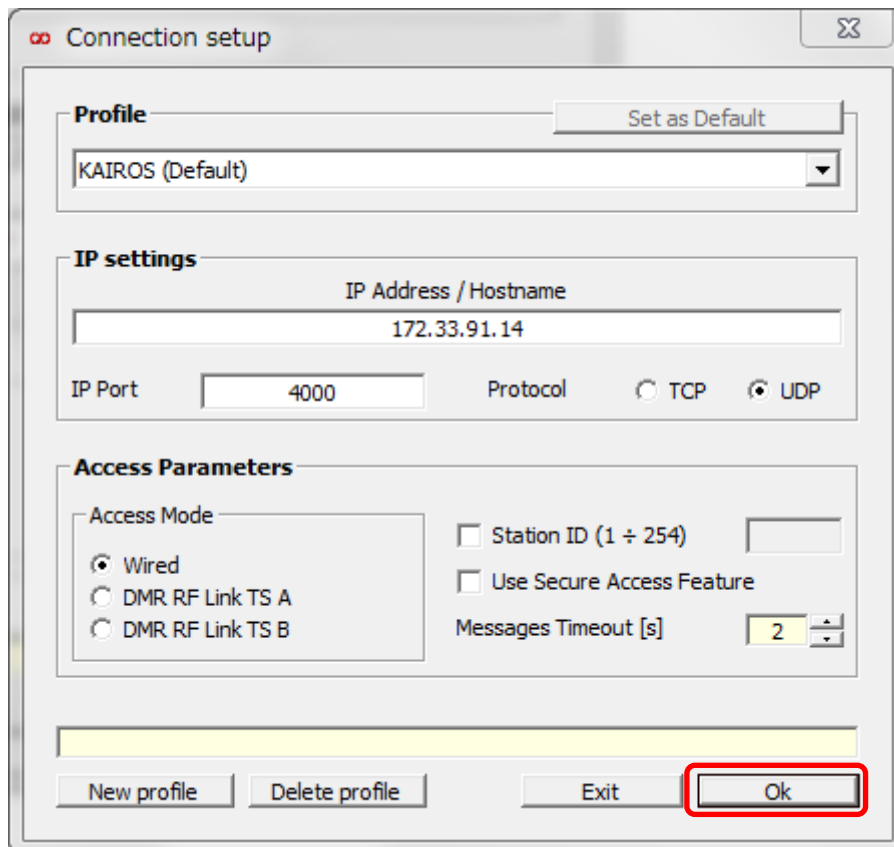 Connection setup
Profile
Set as Default
KAIROS (Default)
IP settings
IP Address / Hostname
172.33.91.14
IP Port 4000 Protocol TCP UDP
Access Parameters
Access Mode
Wired
DMR RF Link TS A
DMR RF Link TS B
Station ID (1 ÷ 254)
Use Secure Access Feature
Messages Timeout [s] 2
New profile Delete profile Exit Ok